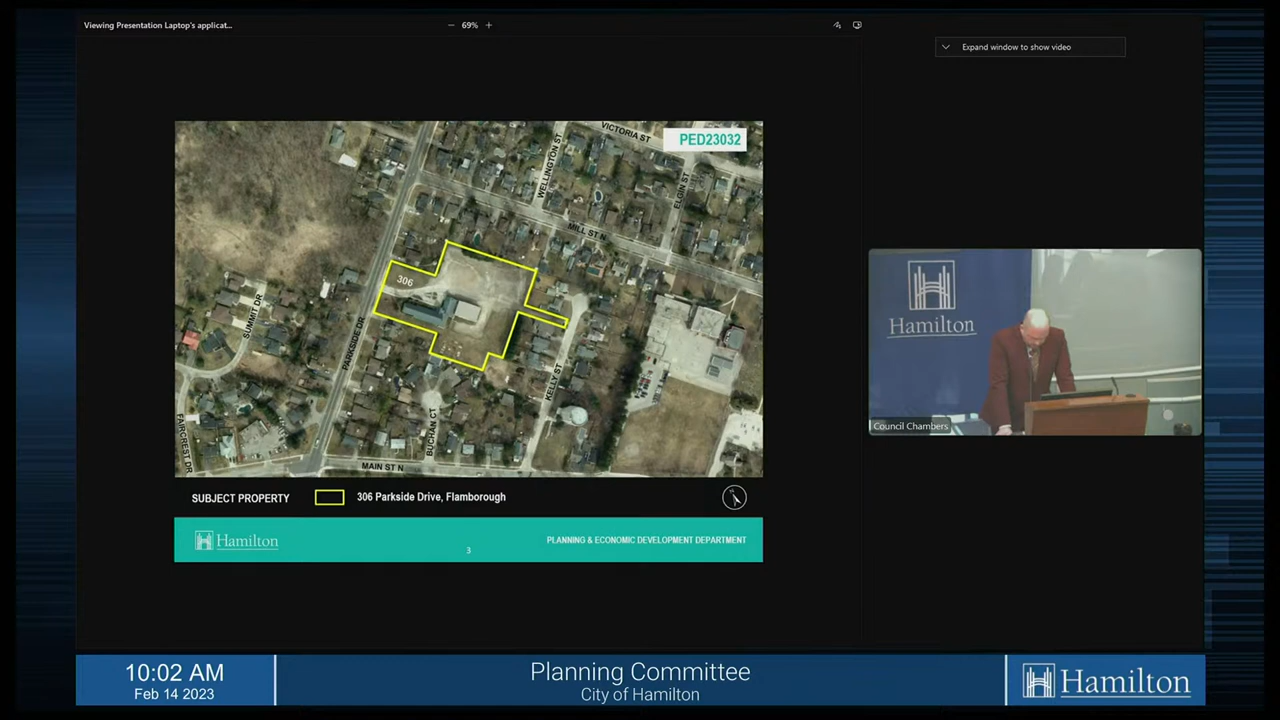 Viewing Presentation Laptop's applicat...
69%
Expand window to show video
PED23032
VICTORIA ST
WELLINGTON ST
ELGIN ST
MILL ST N
306
SUMMIT DR
PARKSIDE DR
KELLY ST
BUCHAN CT
FAIRCREST DR
MAIN ST N
Hamilton
Council Chambers
SUBJECT PROPERTY
306 Parkside Drive, Flamborough
Hamilton
PLANNING & ECONOMIC DEVELOPMENT DEPARTMENT
3
10:02 AM
Feb 14 2023
Planning Committee
City of Hamilton
Hamilton